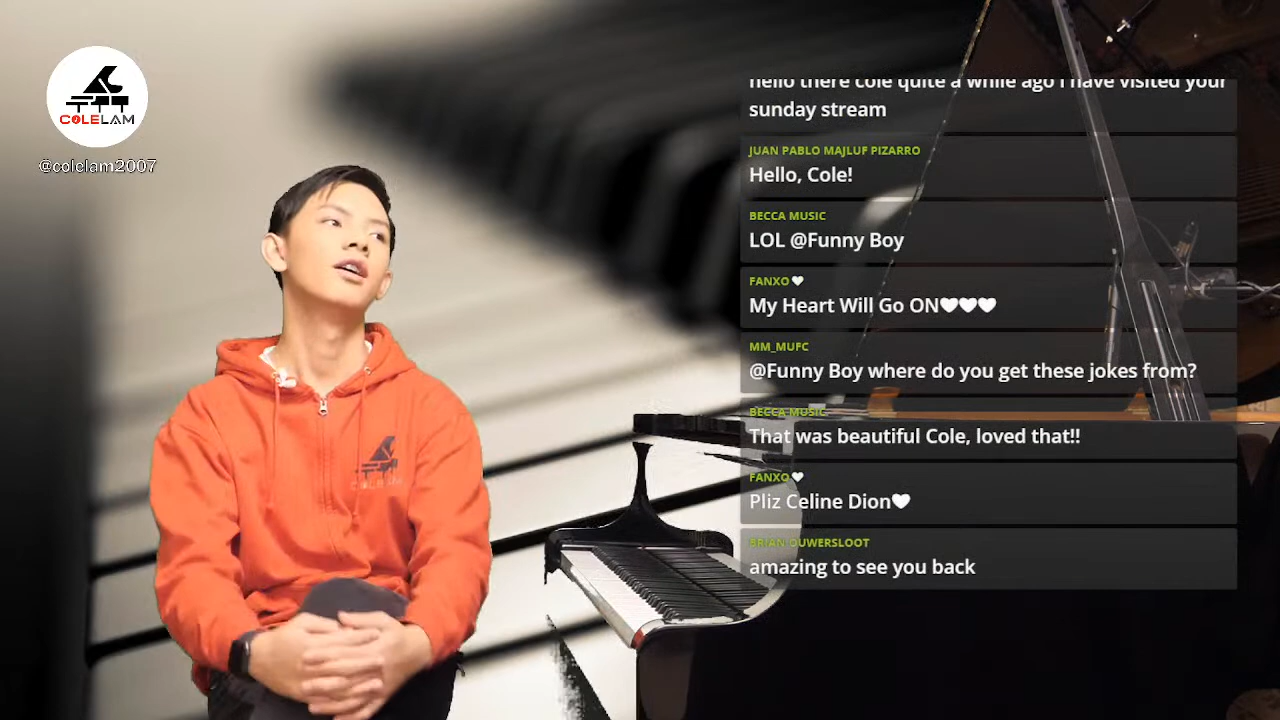 COLELAM
@colelam2007
hello there cole quite a while ago i have visited your
sunday stream
JUAN PABLO MAJLUF PIZARRO
Hello, Cole!
BECCA MUSIC
LOL @Funny Boy
FANXO🤍
My Heart Will Go ON🤍🤍🤍
MM_MUFC
@Funny Boy where do you get these jokes from?
BECCA MUSIC
That was beautiful Cole, loved that!!
FANXO🤍
Pliz Celine Dion🤍
BRIAN OUWERSLOOT
amazing to see you back
COLELAM